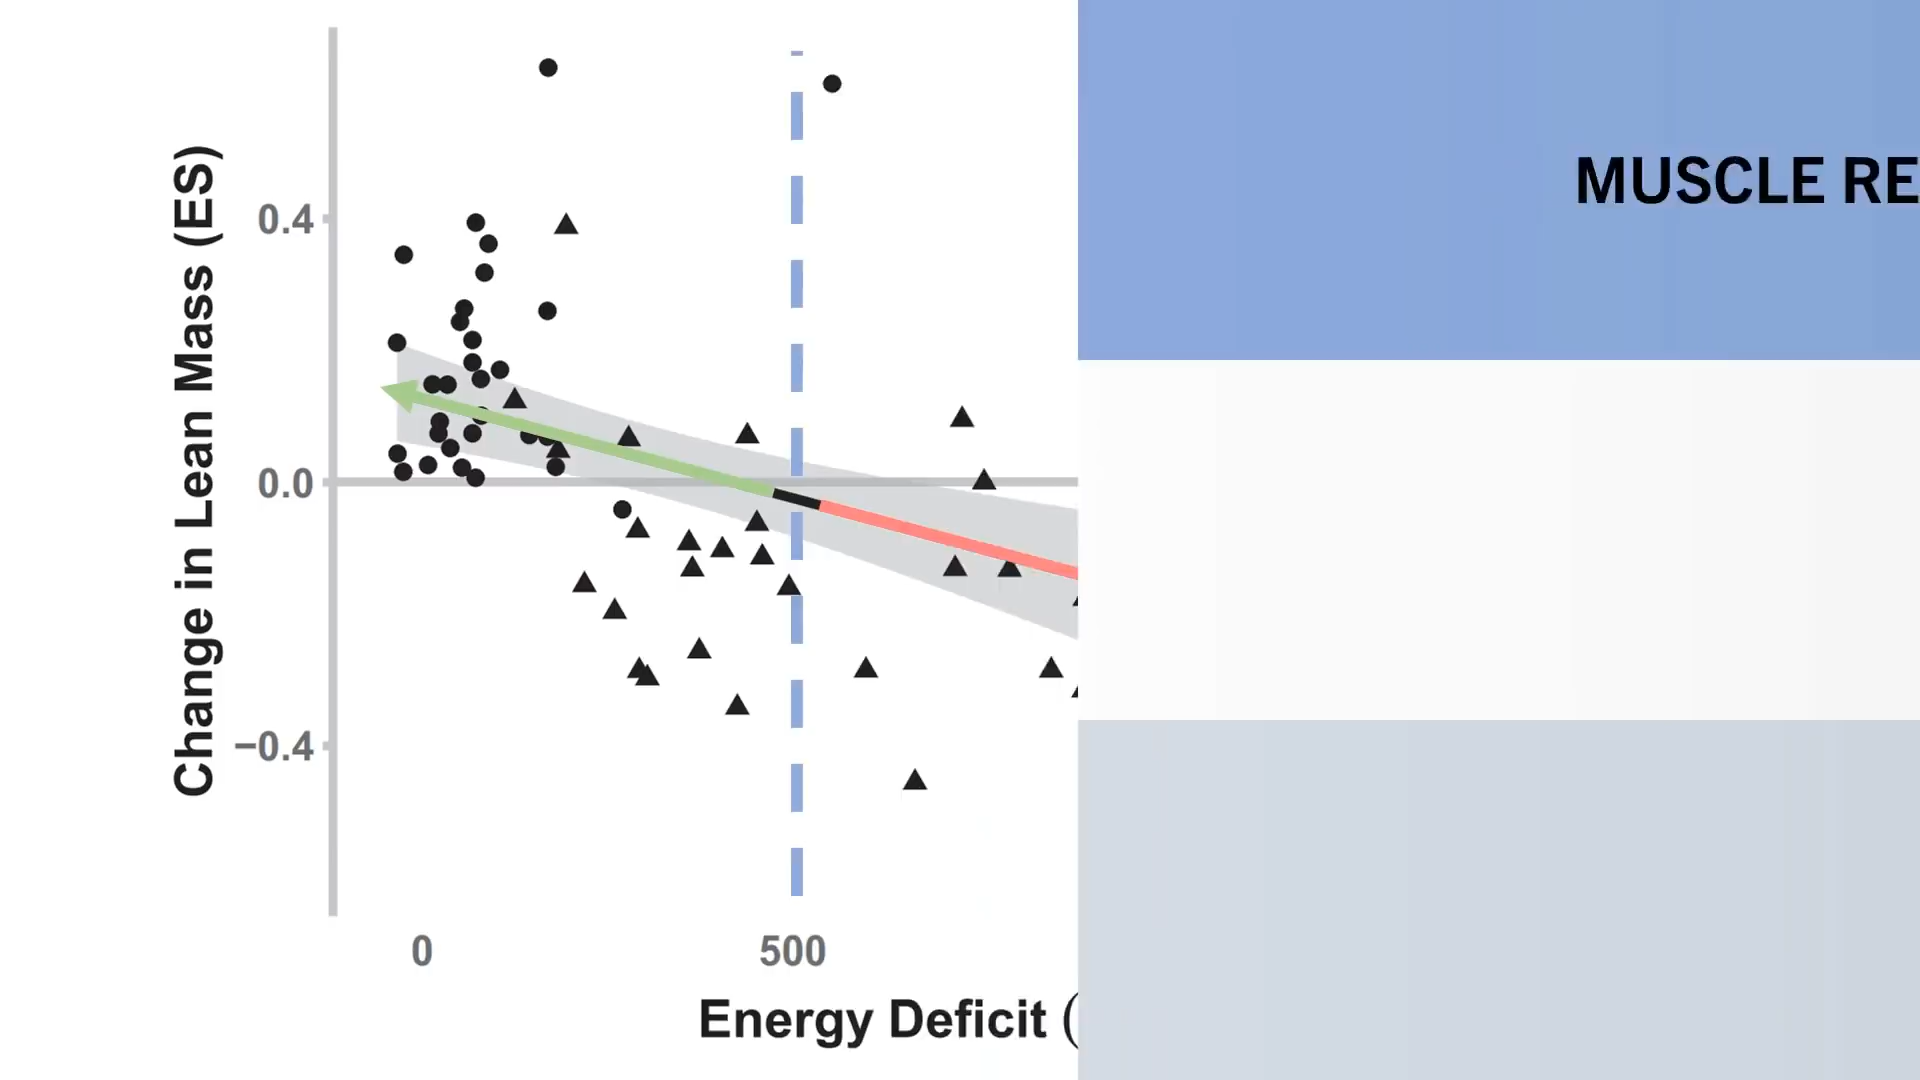 Change in Lean Mass (ES)
0.4
0.0
−0.4
0
500
Energy Deficit (
MUSCLE RE